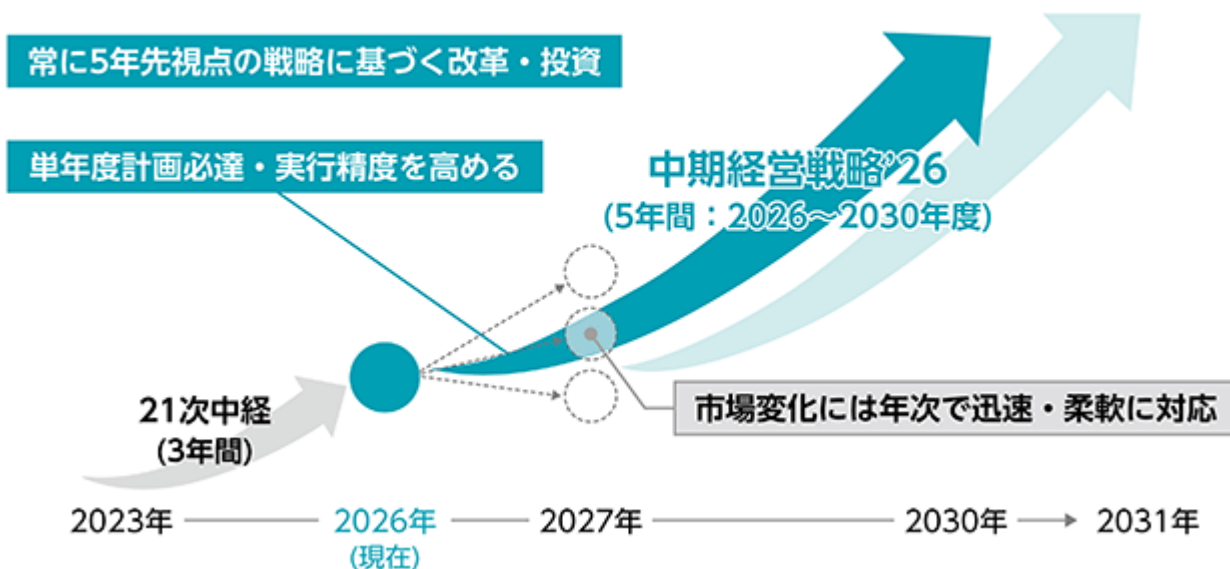 常に5年先視点の戦略に基づく改革・投資
単年度計画必達・実行精度を高める
中期経営戦略’26
(5年間：2026～2030年度)
21次中経
(3年間)
市場変化には年次で迅速・柔軟に対応
2023年
2026年
(現在)
2027年
2030年
2031年